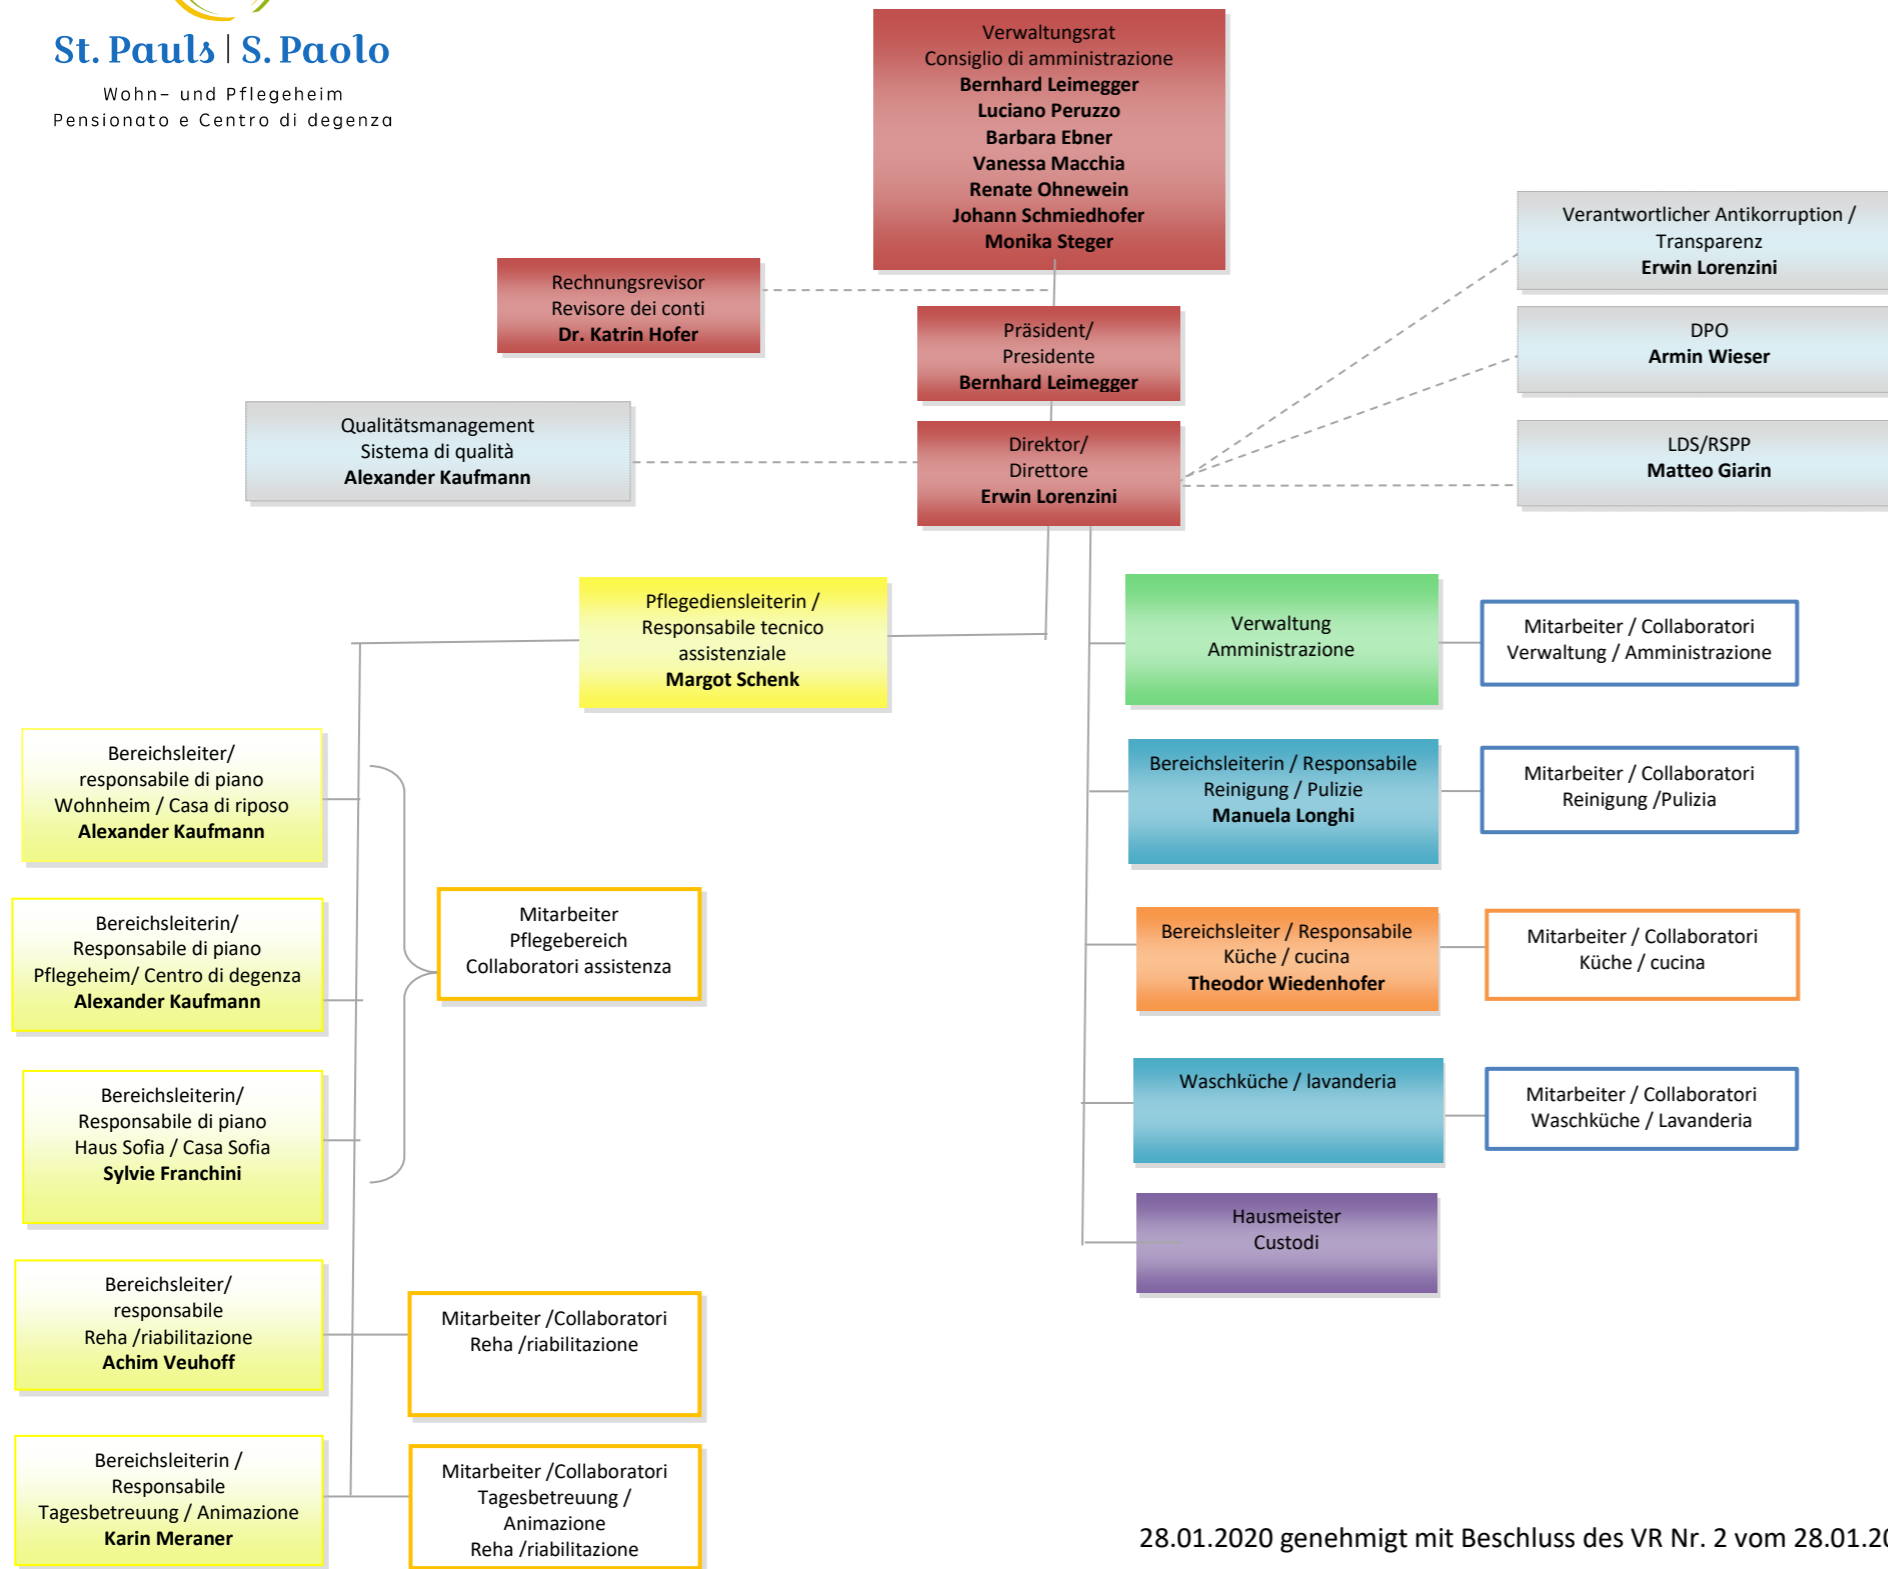 St. Pauls | S. Paolo
Wohn- und Pflegeheim
Pensionato e Centro di degenza
Verwaltungsrat
Consiglio di amministrazione
Bernhard Leimegger
Luciano Peruzzo
Barbara Ebner
Vanessa Macchia
Renate Ohnewein
Johann Schmiedhofer
Monika Steger
Verantwortlicher Antikorruption /
Transparenz
Erwin Lorenzini
Rechnungsrevisor
Revisore dei conti
Dr. Katrin Hofer
Präsident/
Presidente
Bernhard Leimegger
DPO
Armin Wieser
Qualitätsmanagement
Sistema di qualità
Alexander Kaufmann
Direktor/
Direttore
Erwin Lorenzini
LDS/RSPP
Matteo Giarin
Pflegediensleiterin /
Responsabile tecnico
assistenziale
Margot Schenk
Verwaltung
Amministrazione
Mitarbeiter / Collaboratori
Verwaltung / Amministrazione
Bereichsleiter/
responsabile di piano
Wohnheim / Casa di riposo
Alexander Kaufmann
Bereichsleiterin / Responsabile
Reinigung / Pulizie
Manuela Longhi
Mitarbeiter / Collaboratori
Reinigung /Pulizia
Bereichsleiterin/
Responsabile di piano
Pflegeheim/ Centro di degenza
Alexander Kaufmann
Mitarbeiter
Pflegebereich
Collaboratori assistenza
Bereichsleiter / Responsabile
Küche / cucina
Theodor Wiedenhofer
Mitarbeiter / Collaboratori
Küche / cucina
Bereichsleiterin/
Responsabile di piano
Haus Sofia / Casa Sofia
Sylvie Franchini
Waschküche / lavanderia
Mitarbeiter / Collaboratori
Waschküche / Lavanderia
Hausmeister
Custodi
Bereichsleiter/
responsabile
Reha /riabilitazione
Achim Veuhoff
Mitarbeiter /Collaboratori
Reha /riabilitazione
Bereichsleiterin /
Responsabile
Tagesbetreuung / Animazione
Karin Meraner
Mitarbeiter /Collaboratori
Tagesbetreuung /
Animazione
Reha /riabilitazione
28.01.2020 genehmigt mit Beschluss des VR Nr. 2 vom